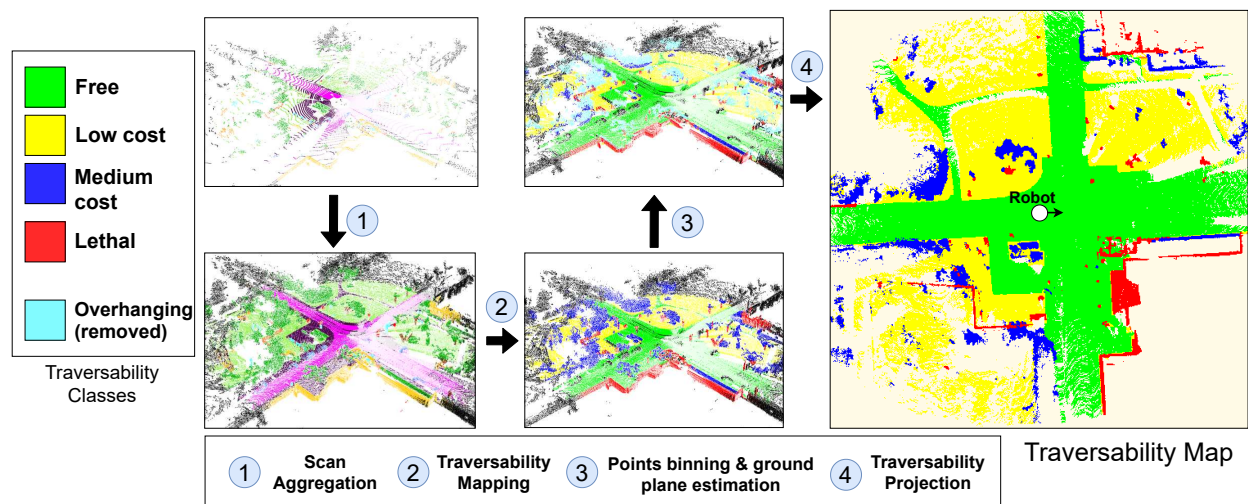 Free
Low cost
Medium
cost
Lethal
Overhanging
(removed)
Traversability
Classes
1
2
3
4
Robot
Traversability Map
1 Scan
Aggregation
2 Traversability
Mapping
3 Points binning & ground
plane estimation
4 Traversability
Projection